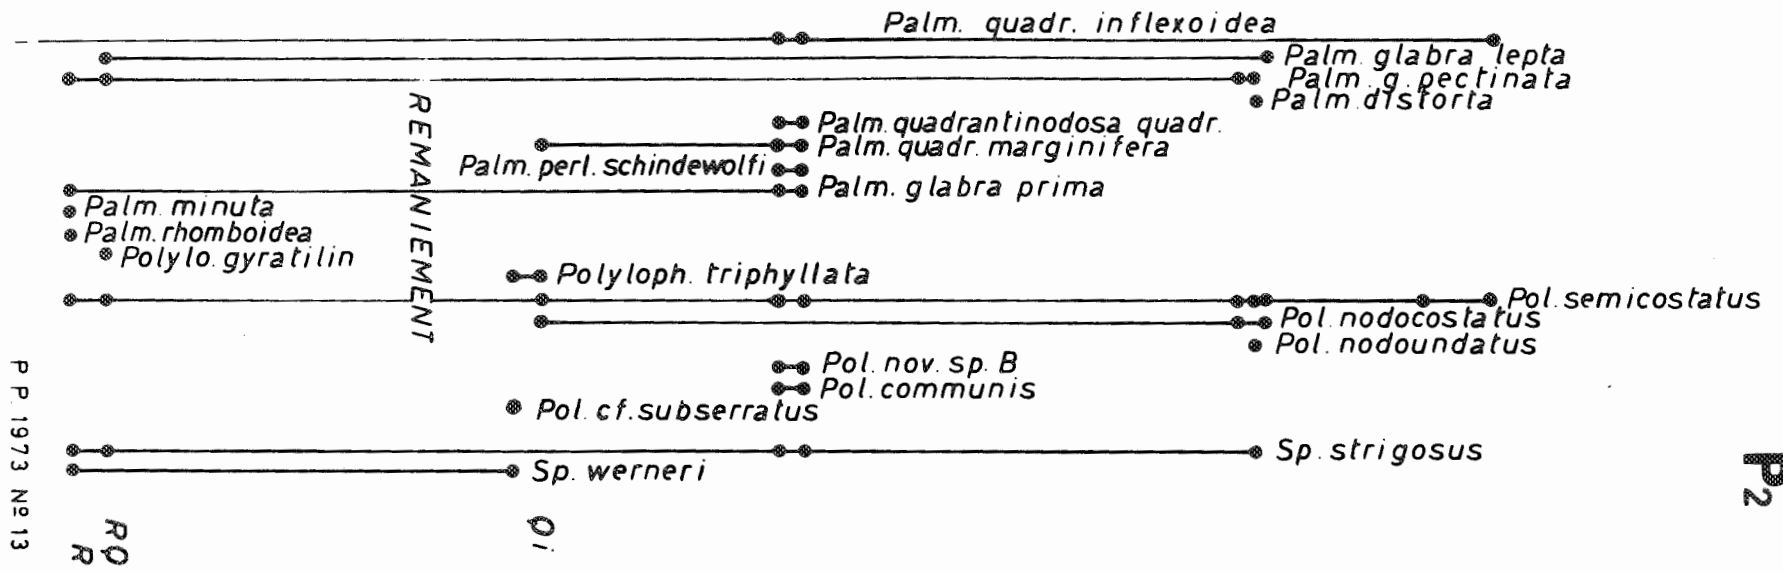 Palm. quadr. inflexoidea
Palm. glabra lepta
Palm. g. pectinata
Palm. distorta
Palm. quadrantinodosa quadr.
Palm. quadr. marginifera
Palm. perl. schindewolfi
Palm. glabra prima
Palm. minuta
Palm. rhomboidea
Polylo. gyratilin
Polyloph. triphyllata
Pol. semicostatus
Pol. nodocostatus
Pol. nodoundatus
Pol. nov. sp. B
Pol. communis
Pol. cf. subserratus
Sp. strigosus
Sp. werneri
REMANIEMENT
P P. 1973 Nº 13
RQ
R
Qi
P2